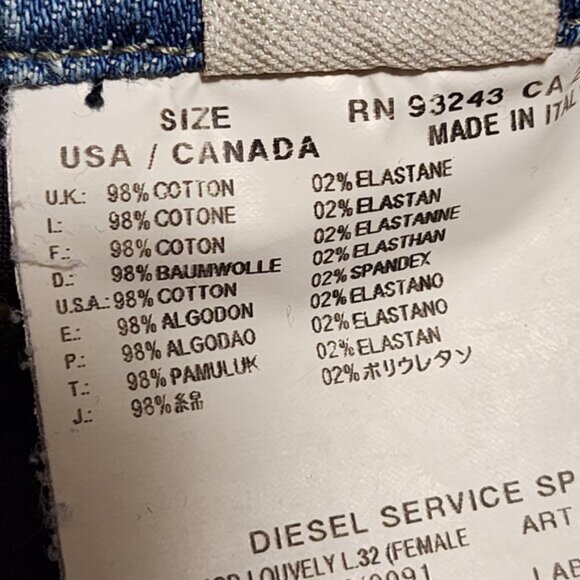 SIZE RN 93243 CA
USA / CANADA MADE IN ITAL
U.K.: 98% COTTON 02% ELASTANE
I.: 98% COTONE 02% ELASTAN
F.: 98% COTON 02% ELASTANNE
D.: 98% BAUMWOLLE 02% ELASTHAN
U.S.A.: 98% COTTON 02% SPANDEX
E.: 98% ALGODON 02% ELASTANO
P.: 98% ALGODAO 02% ELASTANO
T.: 98% PAMULUK 02% ELASTAN
J.: 98% 綿 02% ポリウレタン
DIESEL SERVICE SP
LOUVELY L.32 (FEMALE ART
0091 LAB